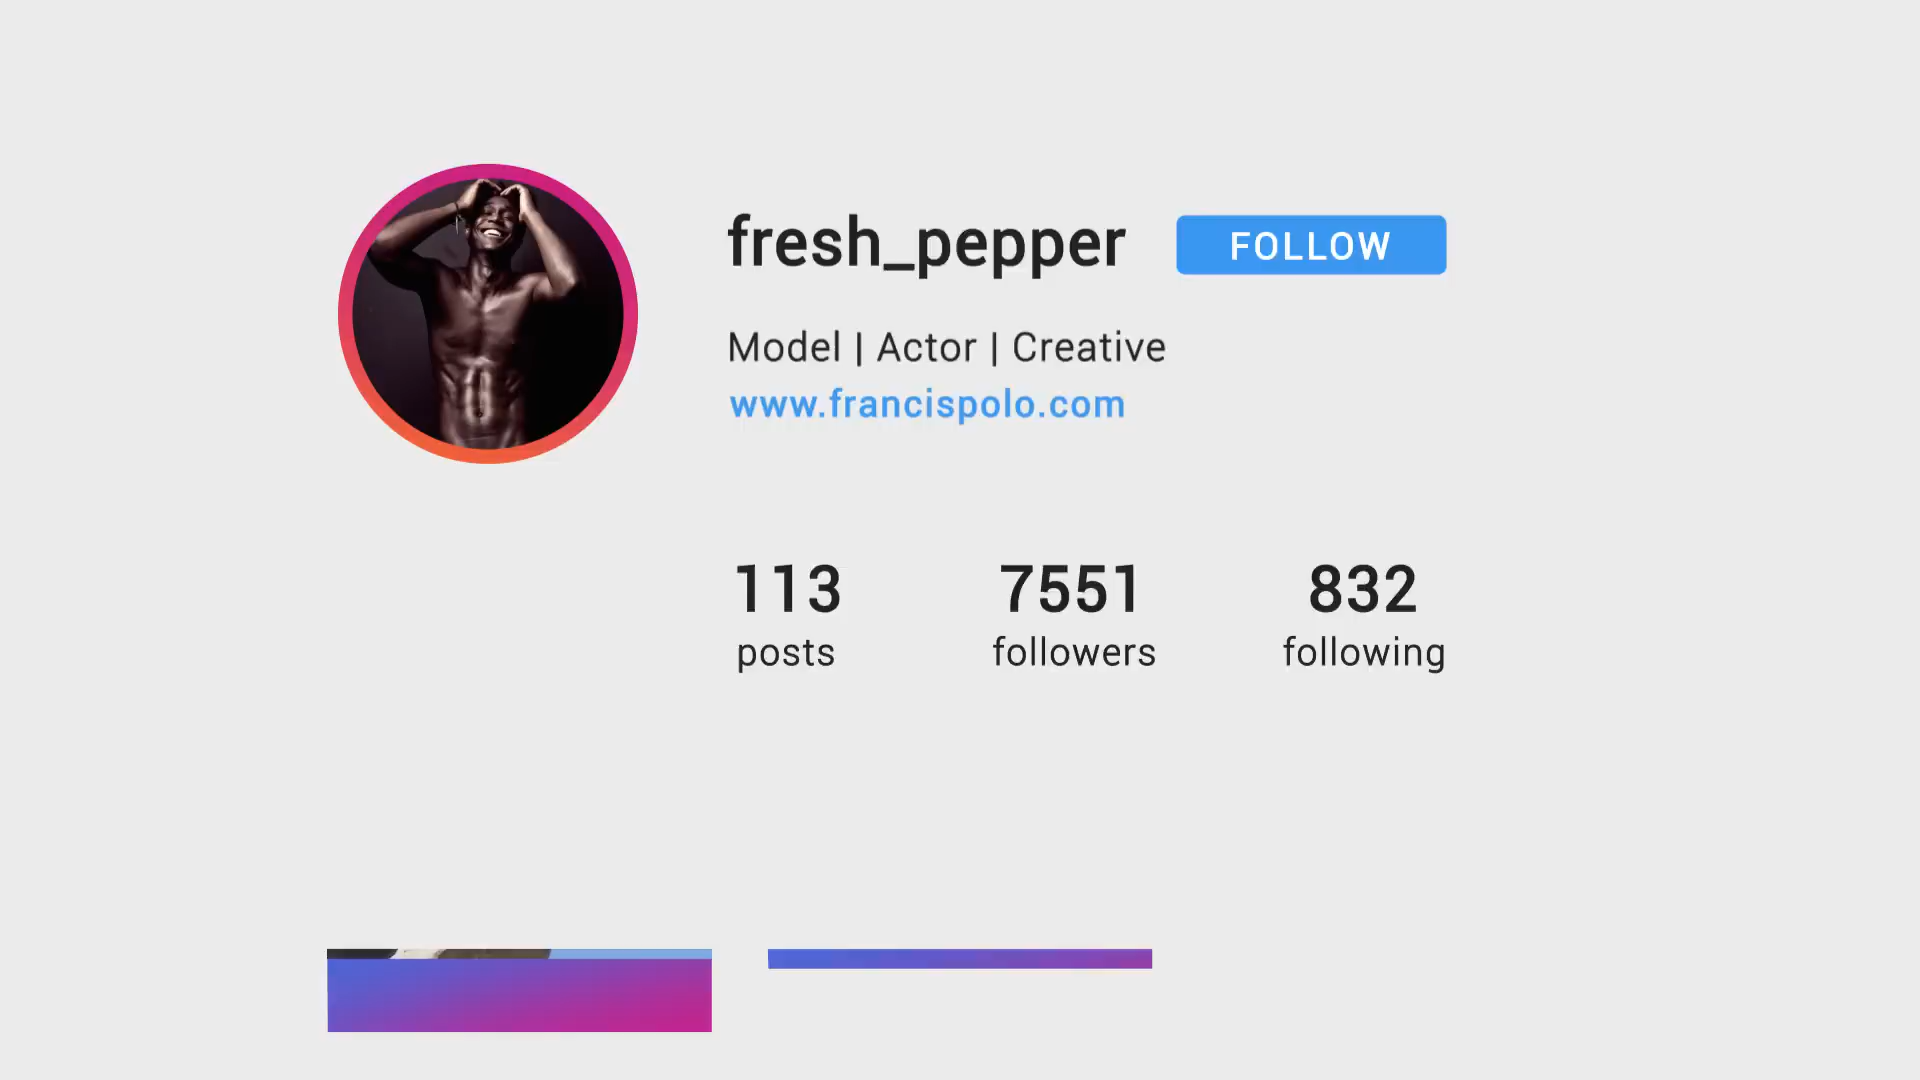 fresh_pepper
FOLLOW
Model | Actor | Creative
www.francispolo.com
113
7551
832
posts
followers
following